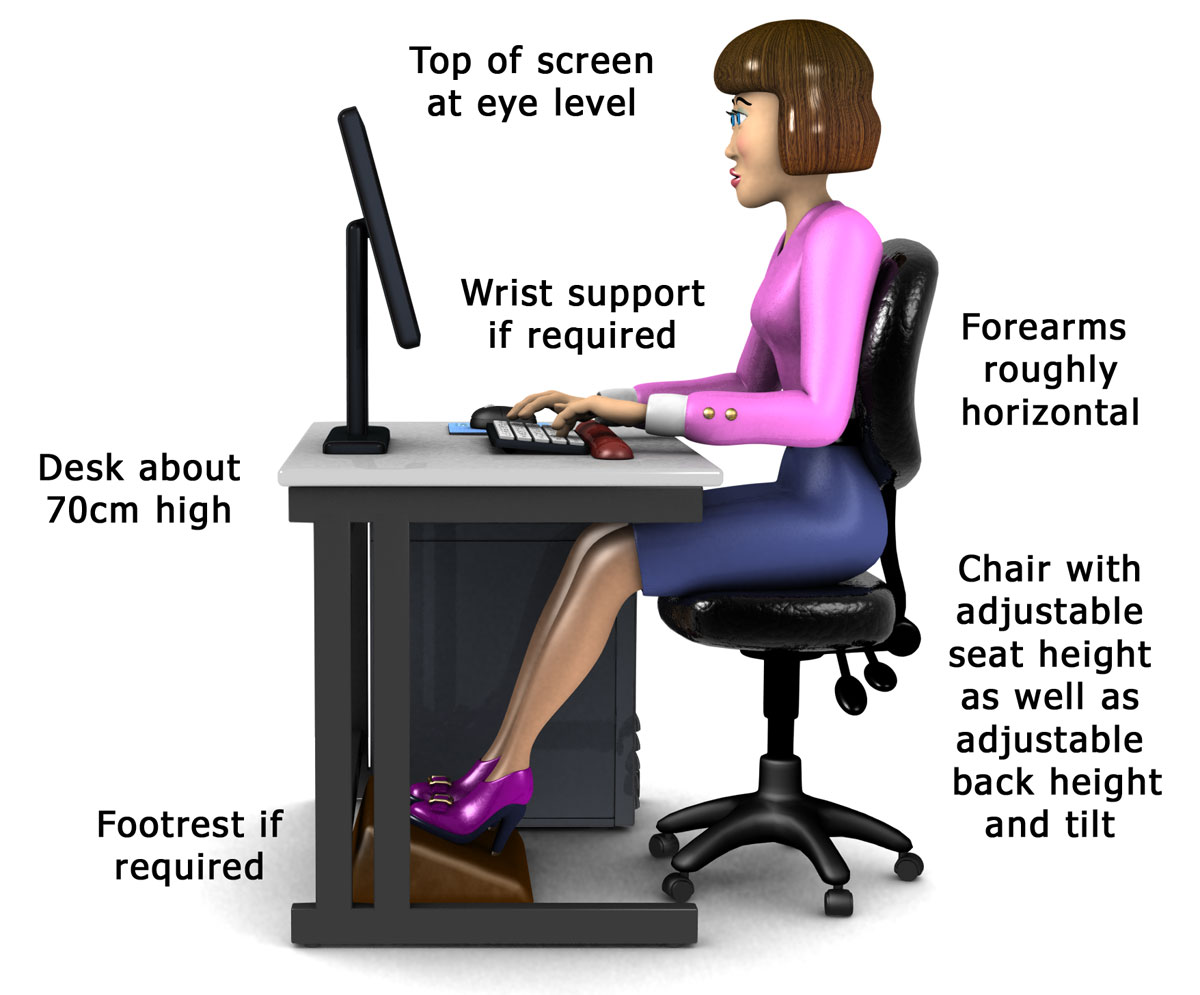 Top of screen
at eye level
Wrist support
if required
Forearms
roughly
horizontal
Desk about
70cm high
Chair with
adjustable
seat height
as well as
adjustable
back height
and tilt
Footrest if
required